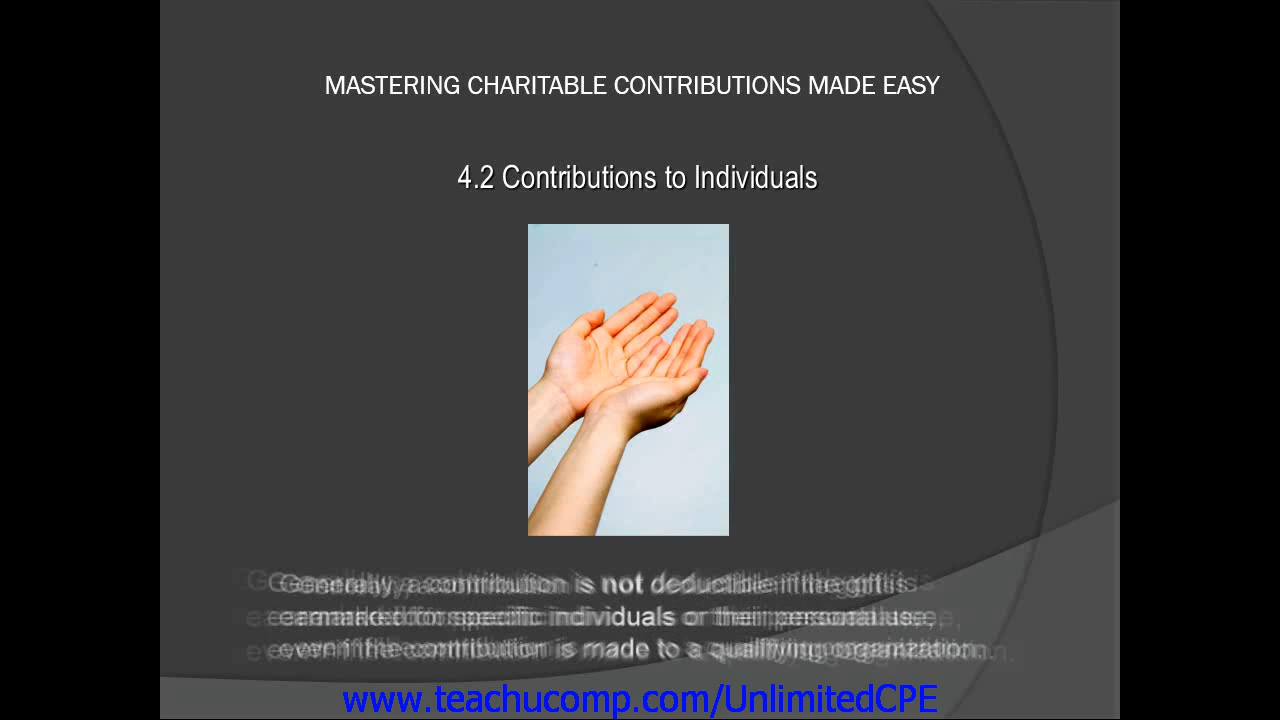 MASTERING CHARITABLE CONTRIBUTIONS MADE EASY
4.2 Contributions to Individuals
Generally, a contribution is not deductible if the gift is
earmarked for specific individuals or their personal use,
even if the contribution is made to a qualifying organization.
www.teachucomp.com/UnlimitedCPE